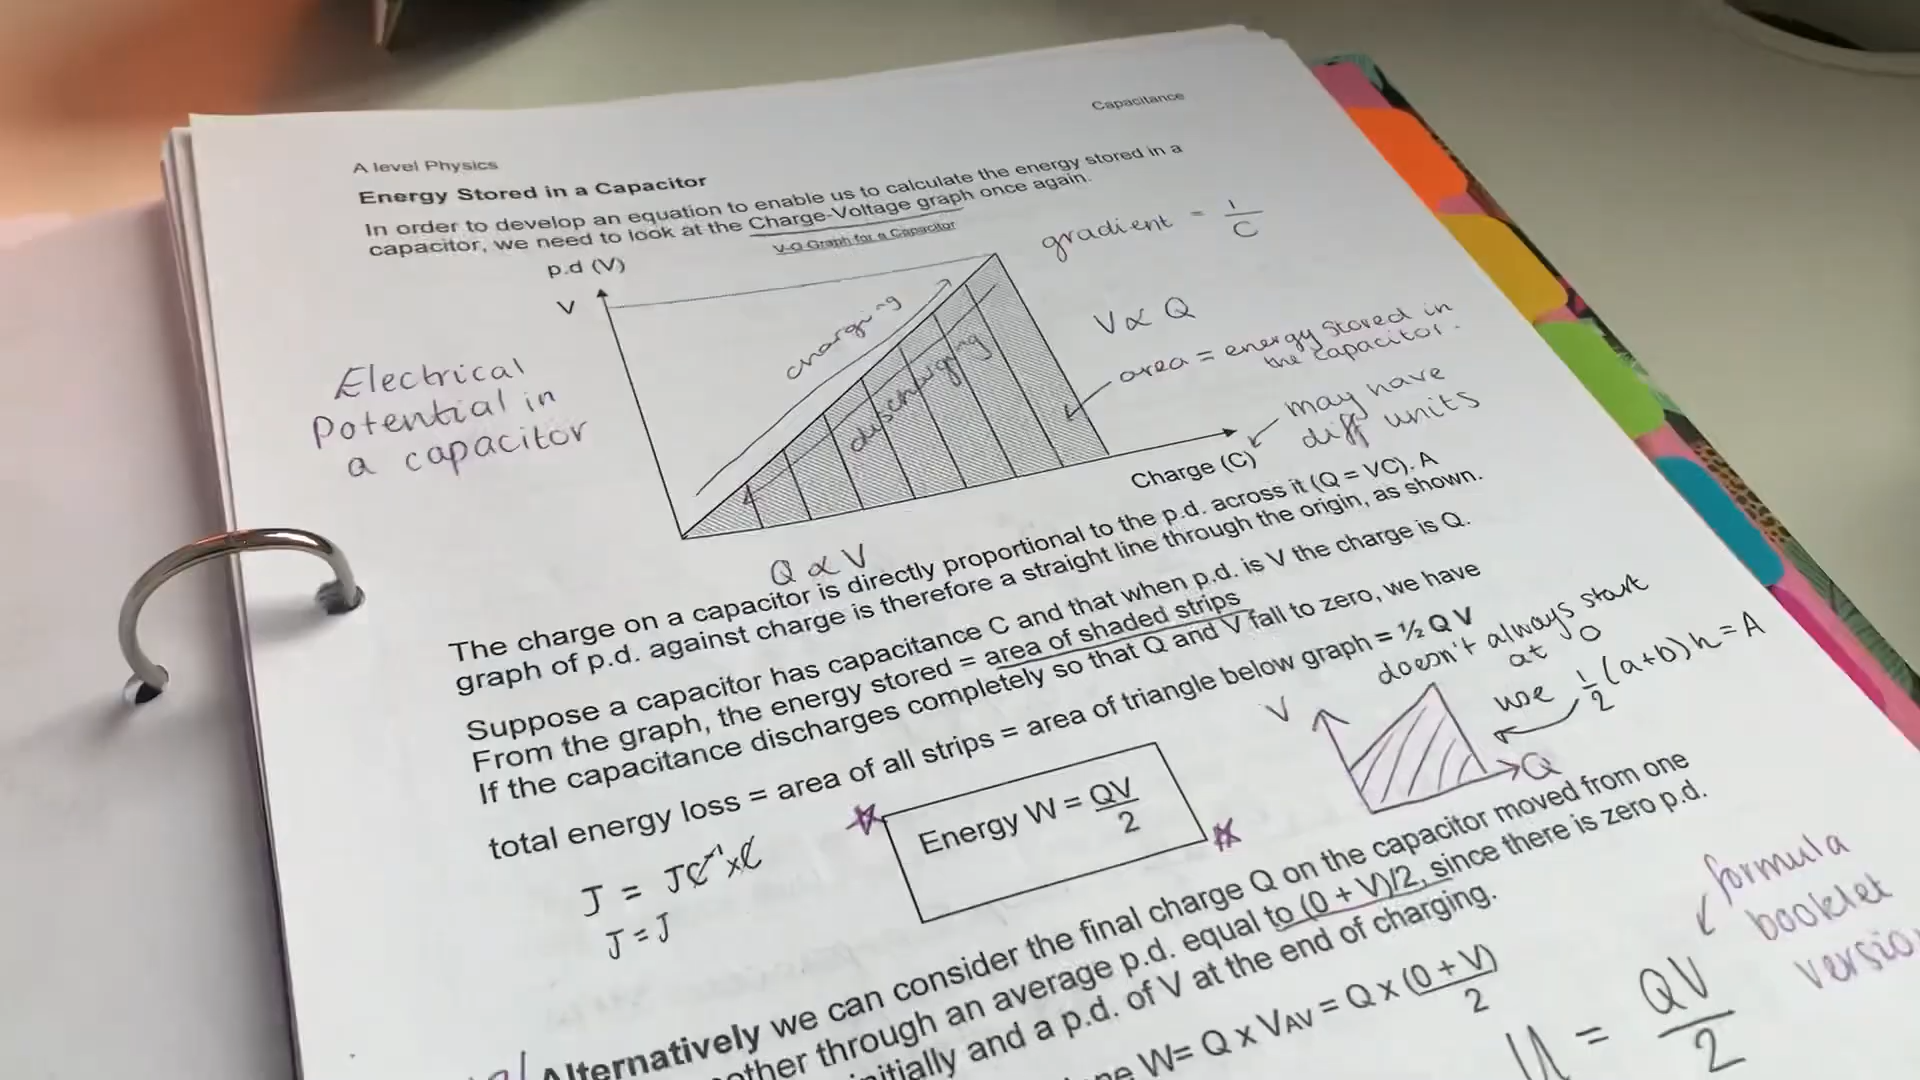 Capacitance
A level Physics
Energy Stored in a Capacitor
In order to develop an equation to enable us to calculate the energy stored in a
capacitor, we need to look at the Charge-Voltage graph once again.
V-Q Graph for a Capacitor
p.d (V)
V
gradient = 1/C
charging
discharging
V ∝ Q
area = energy stored in
the capacitor.
Electrical
Potential in
a capacitor
may have
diff units
Charge (C)
Q ∝ V
The charge on a capacitor is directly proportional to the p.d. across it (Q = VC). A
graph of p.d. against charge is therefore a straight line through the origin, as shown.
Suppose a capacitor has capacitance C and that when p.d. is V the charge is Q.
From the graph, the energy stored = area of shaded strips
If the capacitance discharges completely so that Q and V fall to zero, we have
total energy loss = area of all strips = area of triangle below graph = ½ QV
doesn't always start
at 0
use 1/2 (a+b)h = A
V
Q
Energy W = QV/2
J = JC⁻¹ × C
J = J
Alternatively we can consider the final charge Q on the capacitor moved from one
other through an average p.d. equal to (0 + V)/2, since there is zero p.d.
initially and a p.d. of V at the end of charging.
W = Q x VAV = Q x (0 + V)/2
formula
booklet
U = QV/2